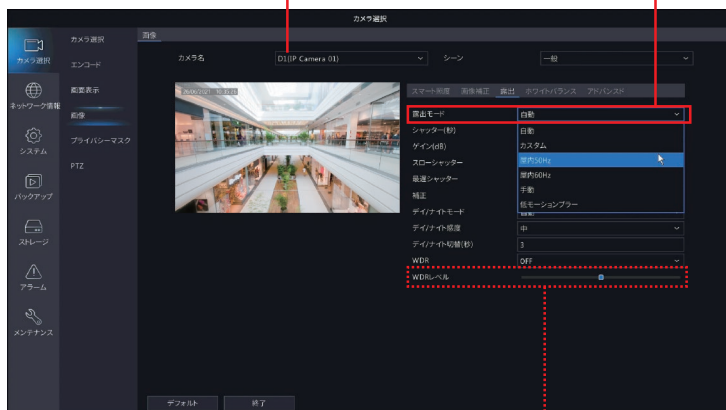 カメラ選択
カメラ選択
ネットワーク情報
システム
バックアップ
ストレージ
アラーム
メンテナンス
カメラ選択
エンコード
画面表示
画像
プライバシーマスク
PTZ
画像
カメラ名 D1(IP Camera 01) シーン 一般
スマート照度 画像補正 露出 ホワイトバランス アドバンスド
露出モード 自動
シャッター(秒) 自動
ゲイン(dB) カスタム
スローシャッター 屋内50Hz
最遅シャッター 屋内60Hz
補正 手動
低モーションブラー
デイ/ナイトモード 自動
デイ/ナイト感度 中
デイ/ナイト切替(秒) 3
WDR OFF
WDRレベル
デフォルト 終了